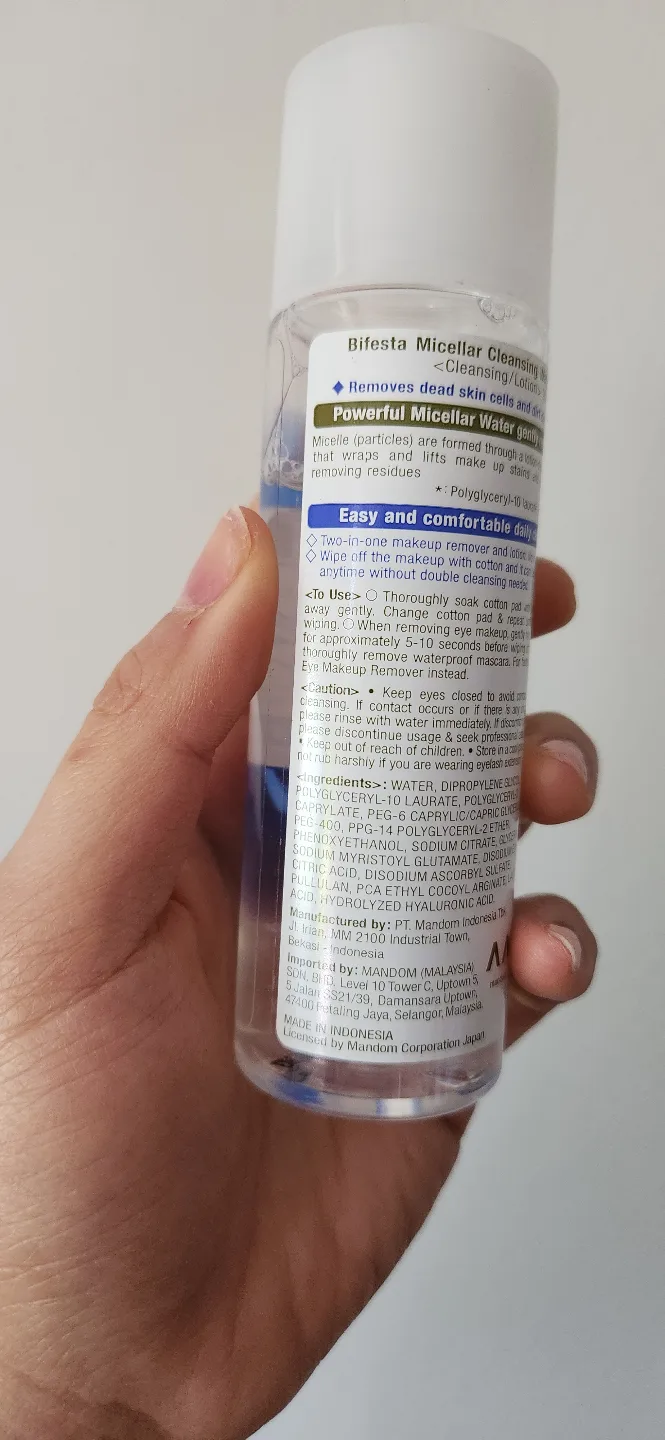 Bifesta Micellar Cleansing
<Cleansing/Lotion>
Removes dead skin cells and
Powerful Micellar Water gently
Micelle (particles) are formed through a
that wraps and lifts make up stains
removing residues
*: Polyglyceryl-10
Easy and comfortable daily
◇ Two-in-one makeup remover and lotion,
◇ Wipe off the makeup with cotton and it can
anytime without double cleansing needed.
<To Use> ○ Thoroughly soak cotton pad
away gently. Change cotton pad & repeat
wiping. ○ When removing eye makeup, gently
for approximately 5-10 seconds before wiping
thoroughly remove waterproof mascara. For
Eye Makeup Remover instead.
<Caution> • Keep eyes closed to avoid
cleansing. If contact occurs or if there is any
please rinse with water immediately. If
please discontinue usage & seek professional
• Keep out of reach of children. • Store in a cool
not rub harshly if you are wearing eyelash
<Ingredients>: WATER, DIPROPYLENE
POLYGLYCERYL-10 LAURATE,
CAPRYLATE, PEG-6 CAPRYLIC/CAPRIC
PEG-400, PPG-14 POLYGLYCERYL-2 ETHER,
PHENOXYETHANOL, SODIUM CITRATE,
SODIUM MYRISTOYL GLUTAMATE,
CITRIC ACID, DISODIUM ASCORBYL SULFATE,
PULLULAN, PCA ETHYL COCOYL ARGINATE,
ACID, HYDROLYZED HYALURONIC ACID.
Manufactured by: PT. Mandom Indonesia Tbk
Jl. Irian, MM 2100 Industrial Town,
Bekasi - Indonesia
Imported by: MANDOM (MALAYSIA)
SDN. BHD. Level 10 Tower C, Uptown 5,
5 Jalan SS21/39, Damansara Uptown,
47400 Petaling Jaya, Selangor, Malaysia.
MADE IN INDONESIA
Licensed by Mandom Corporation Japan